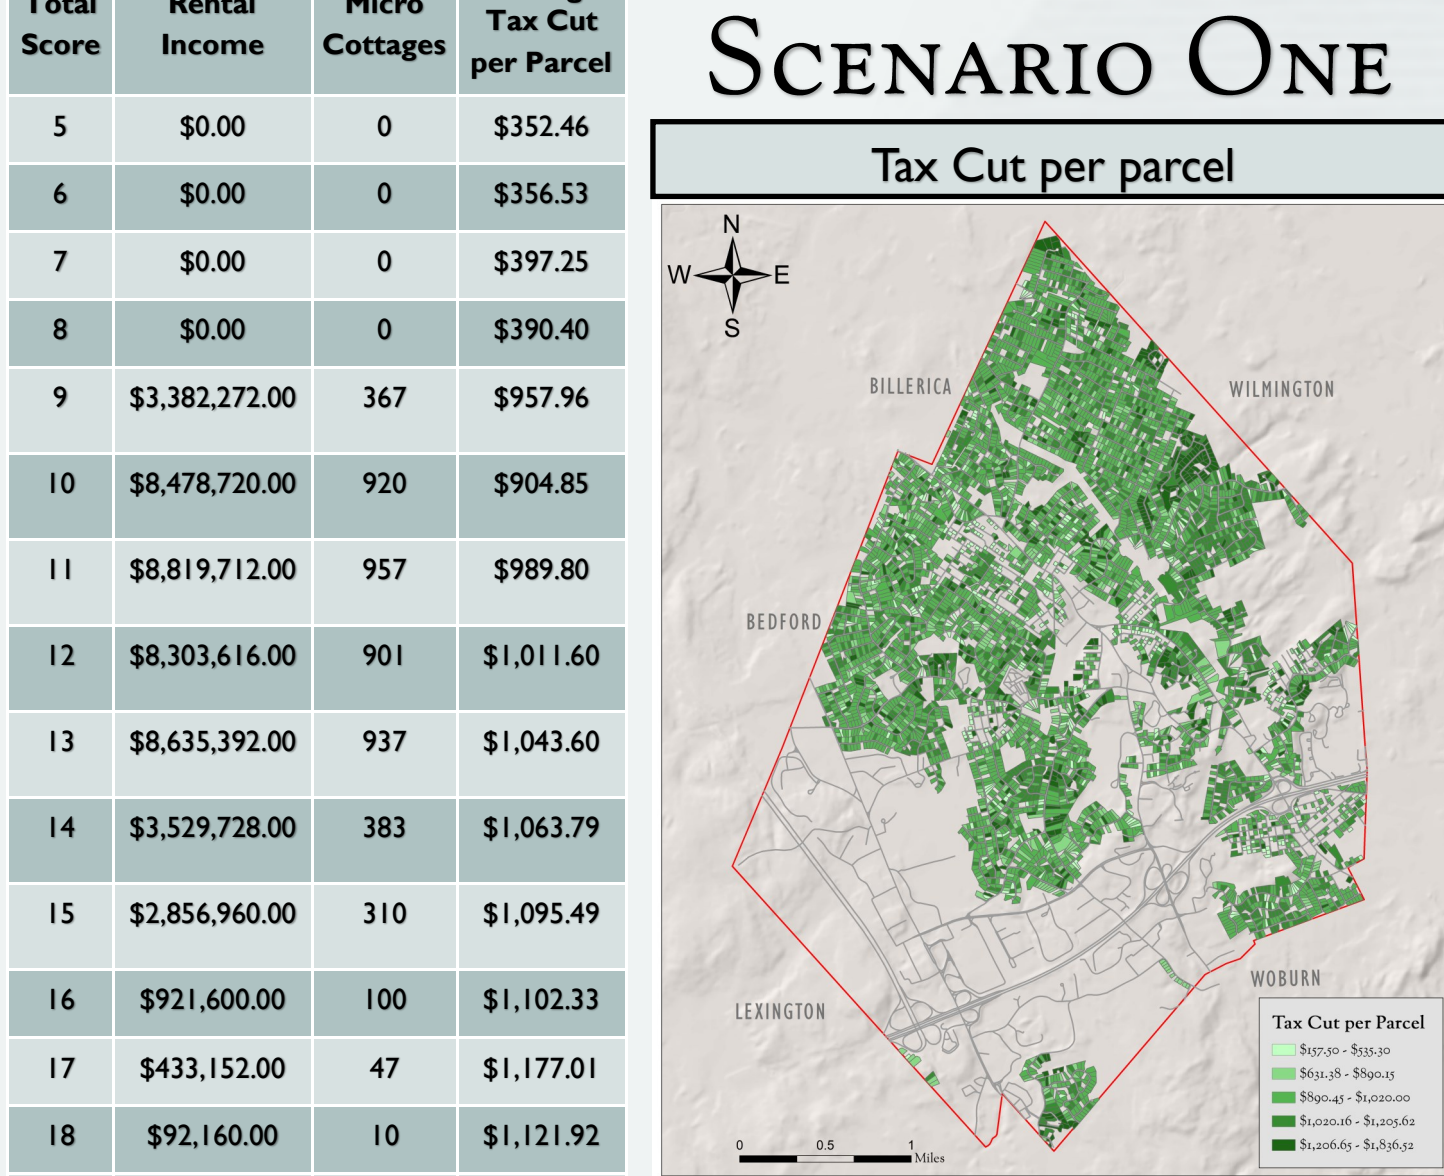 Total Score
Rental Income
Micro Cottages
Tax Cut per Parcel
5 $0.00 0 $352.46
6 $0.00 0 $356.53
7 $0.00 0 $397.25
8 $0.00 0 $390.40
9 $3,382,272.00 367 $957.96
10 $8,478,720.00 920 $904.85
11 $8,819,712.00 957 $989.80
12 $8,303,616.00 901 $1,011.60
13 $8,635,392.00 937 $1,043.60
14 $3,529,728.00 383 $1,063.79
15 $2,856,960.00 310 $1,095.49
16 $921,600.00 100 $1,102.33
17 $433,152.00 47 $1,177.01
18 $92,160.00 10 $1,121.92
Scenario One
Tax Cut per parcel
N
W E
S
BILLERICA
WILMINGTON
BEDFORD
LEXINGTON
WOBURN
Tax Cut per Parcel
$157.50 - $535.30
$631.38 - $890.15
$890.45 - $1,020.00
$1,020.16 - $1,205.62
$1,206.65 - $1,836.52
0 0.5 1
Miles